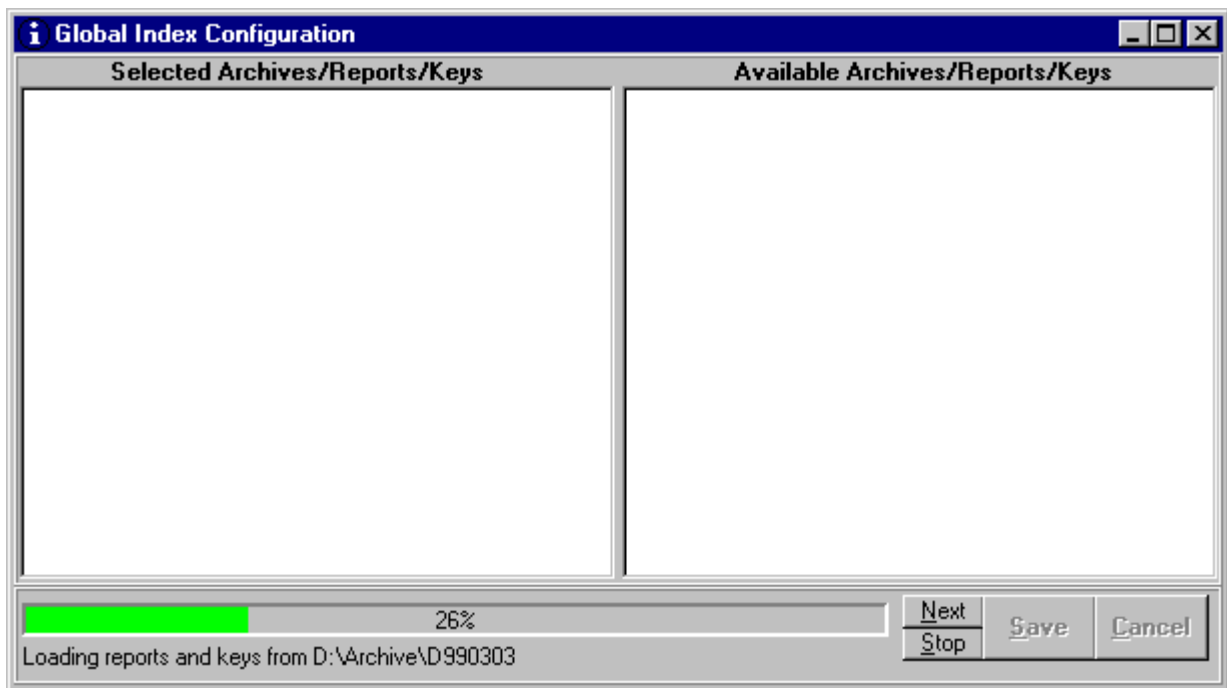 Global Index Configuration
Selected Archives/Reports/Keys
Available Archives/Reports/Keys
26%
Next
Stop
Save
Cancel
Loading reports and keys from D:\Archive\D990303